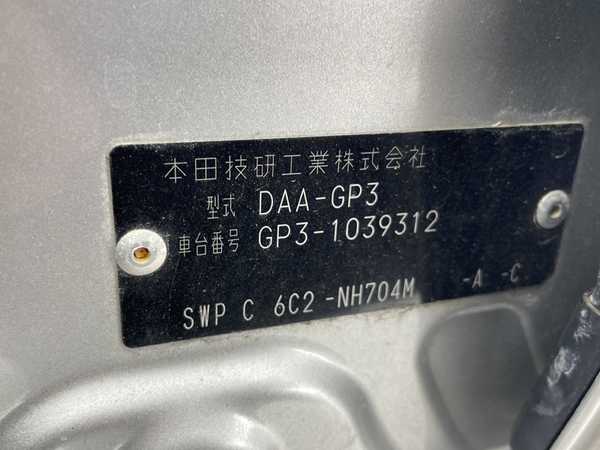 本田技研工業株式会社
型式 DAA-GP3
車台番号 GP3-1039312
SWP C 6C2 -NH704M -A -C